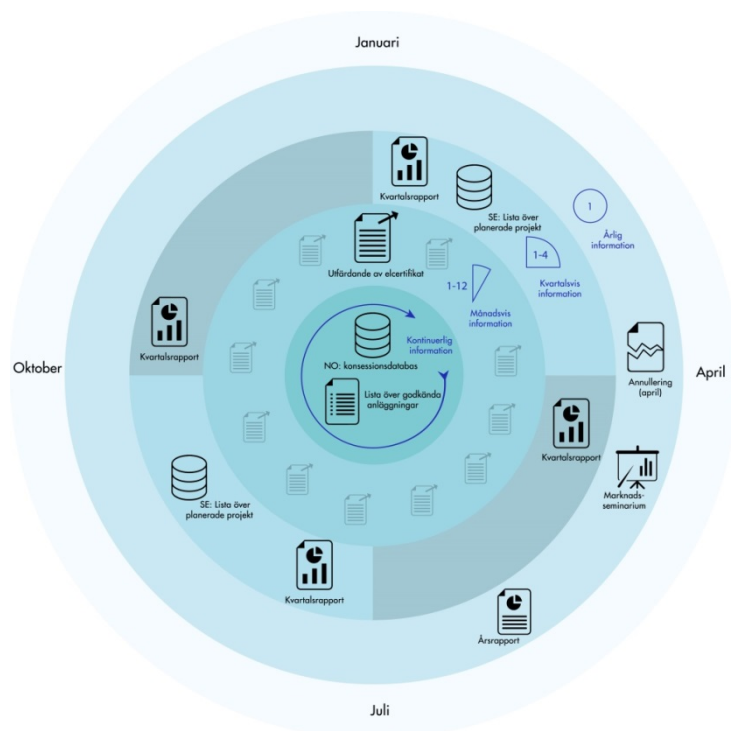 Januari
Kvartalsrapport
SE: Lista över
planerade projekt
1
Årlig
information
1-4
Kvartalsvis
information
Utfärdande av elcertifikat
1-12
Månadsvis
information
Kontinuerlig
information
NO: konsessionsdatabas
Lista över godkända
anläggningar
Kvartalsrapport
Oktober
Annullering
(april)
April
Kvartalsrapport
Marknads-
seminarium
SE: Lista över
planerade projekt
Kvartalsrapport
Årsrapport
Juli